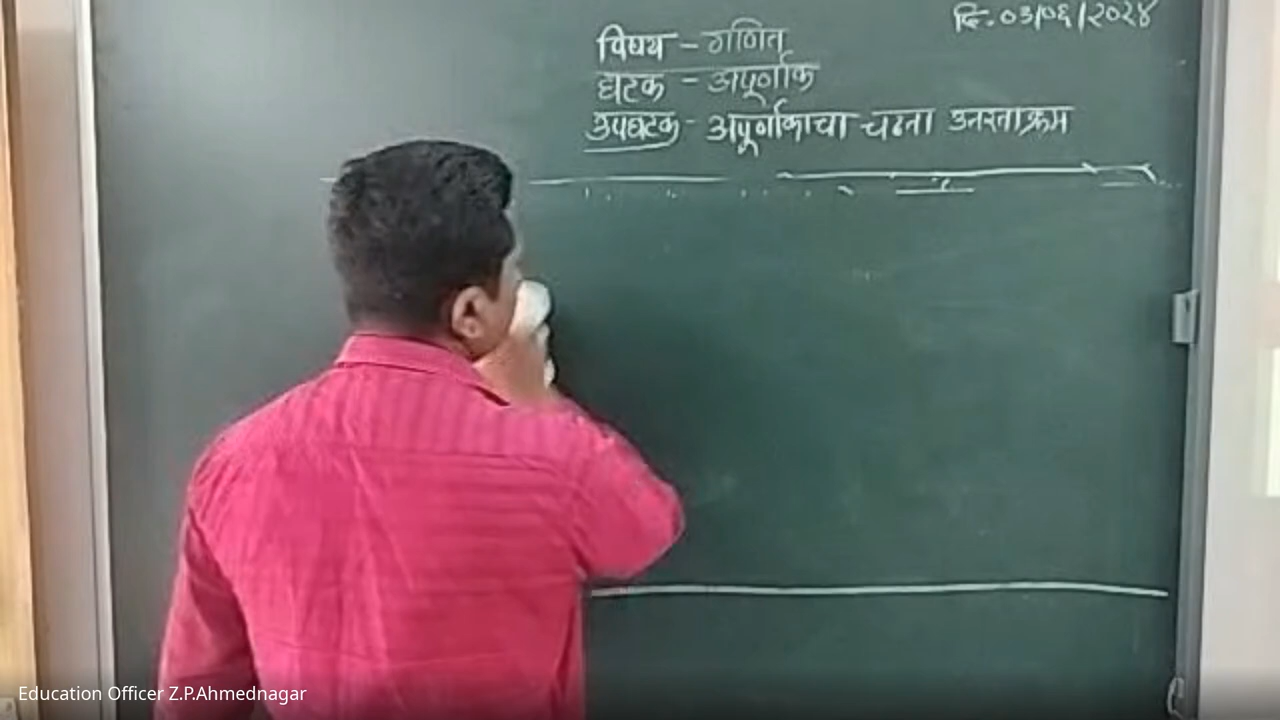 दि. ०३/०६/२०२४
विषय - गणित
घटक - अपूर्णांक
उपघटक - अपूर्णांकाचा चढता उतरताक्रम
Education Officer Z.P.Ahmednagar